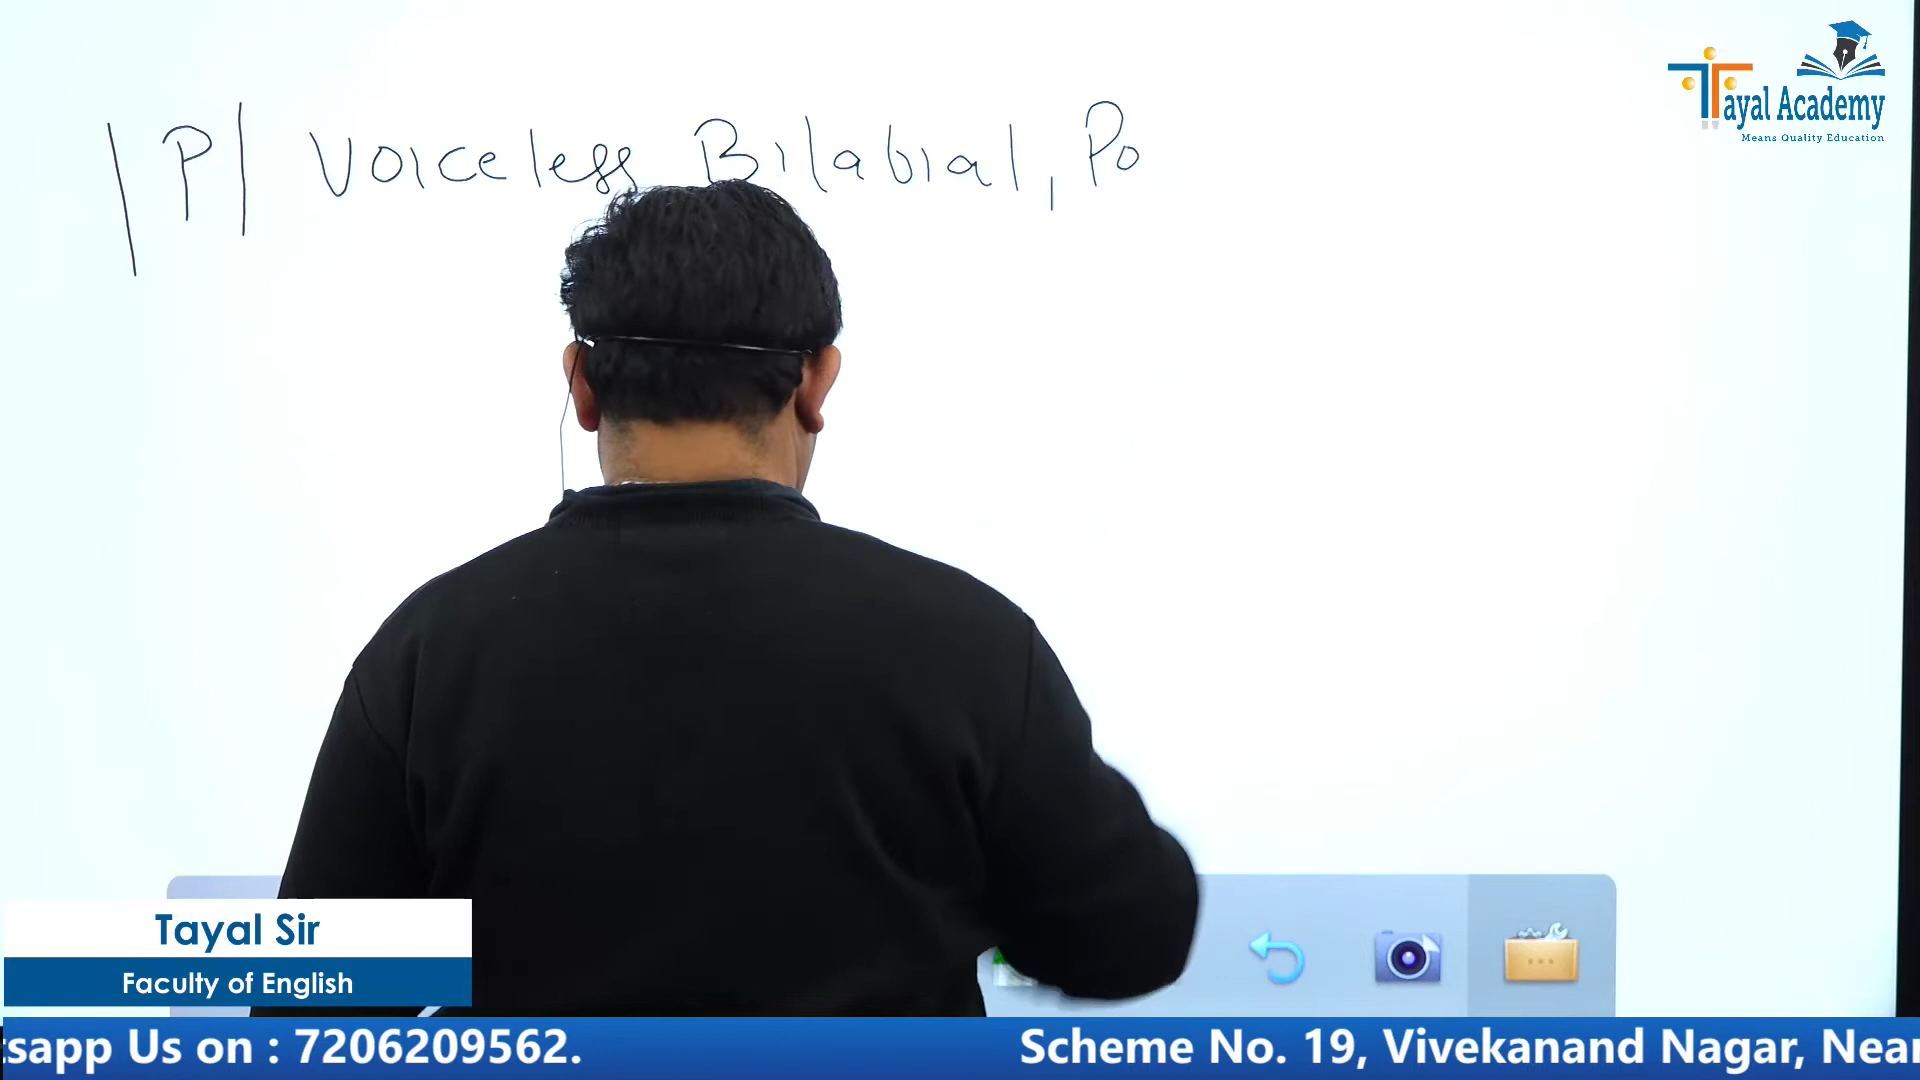 |P| Voiceless Bilabial, Po
Tayal Academy
Means Quality Education
Tayal Sir
Faculty of English
sapp Us on : 7206209562. Scheme No. 19, Vivekanand Nagar, Near